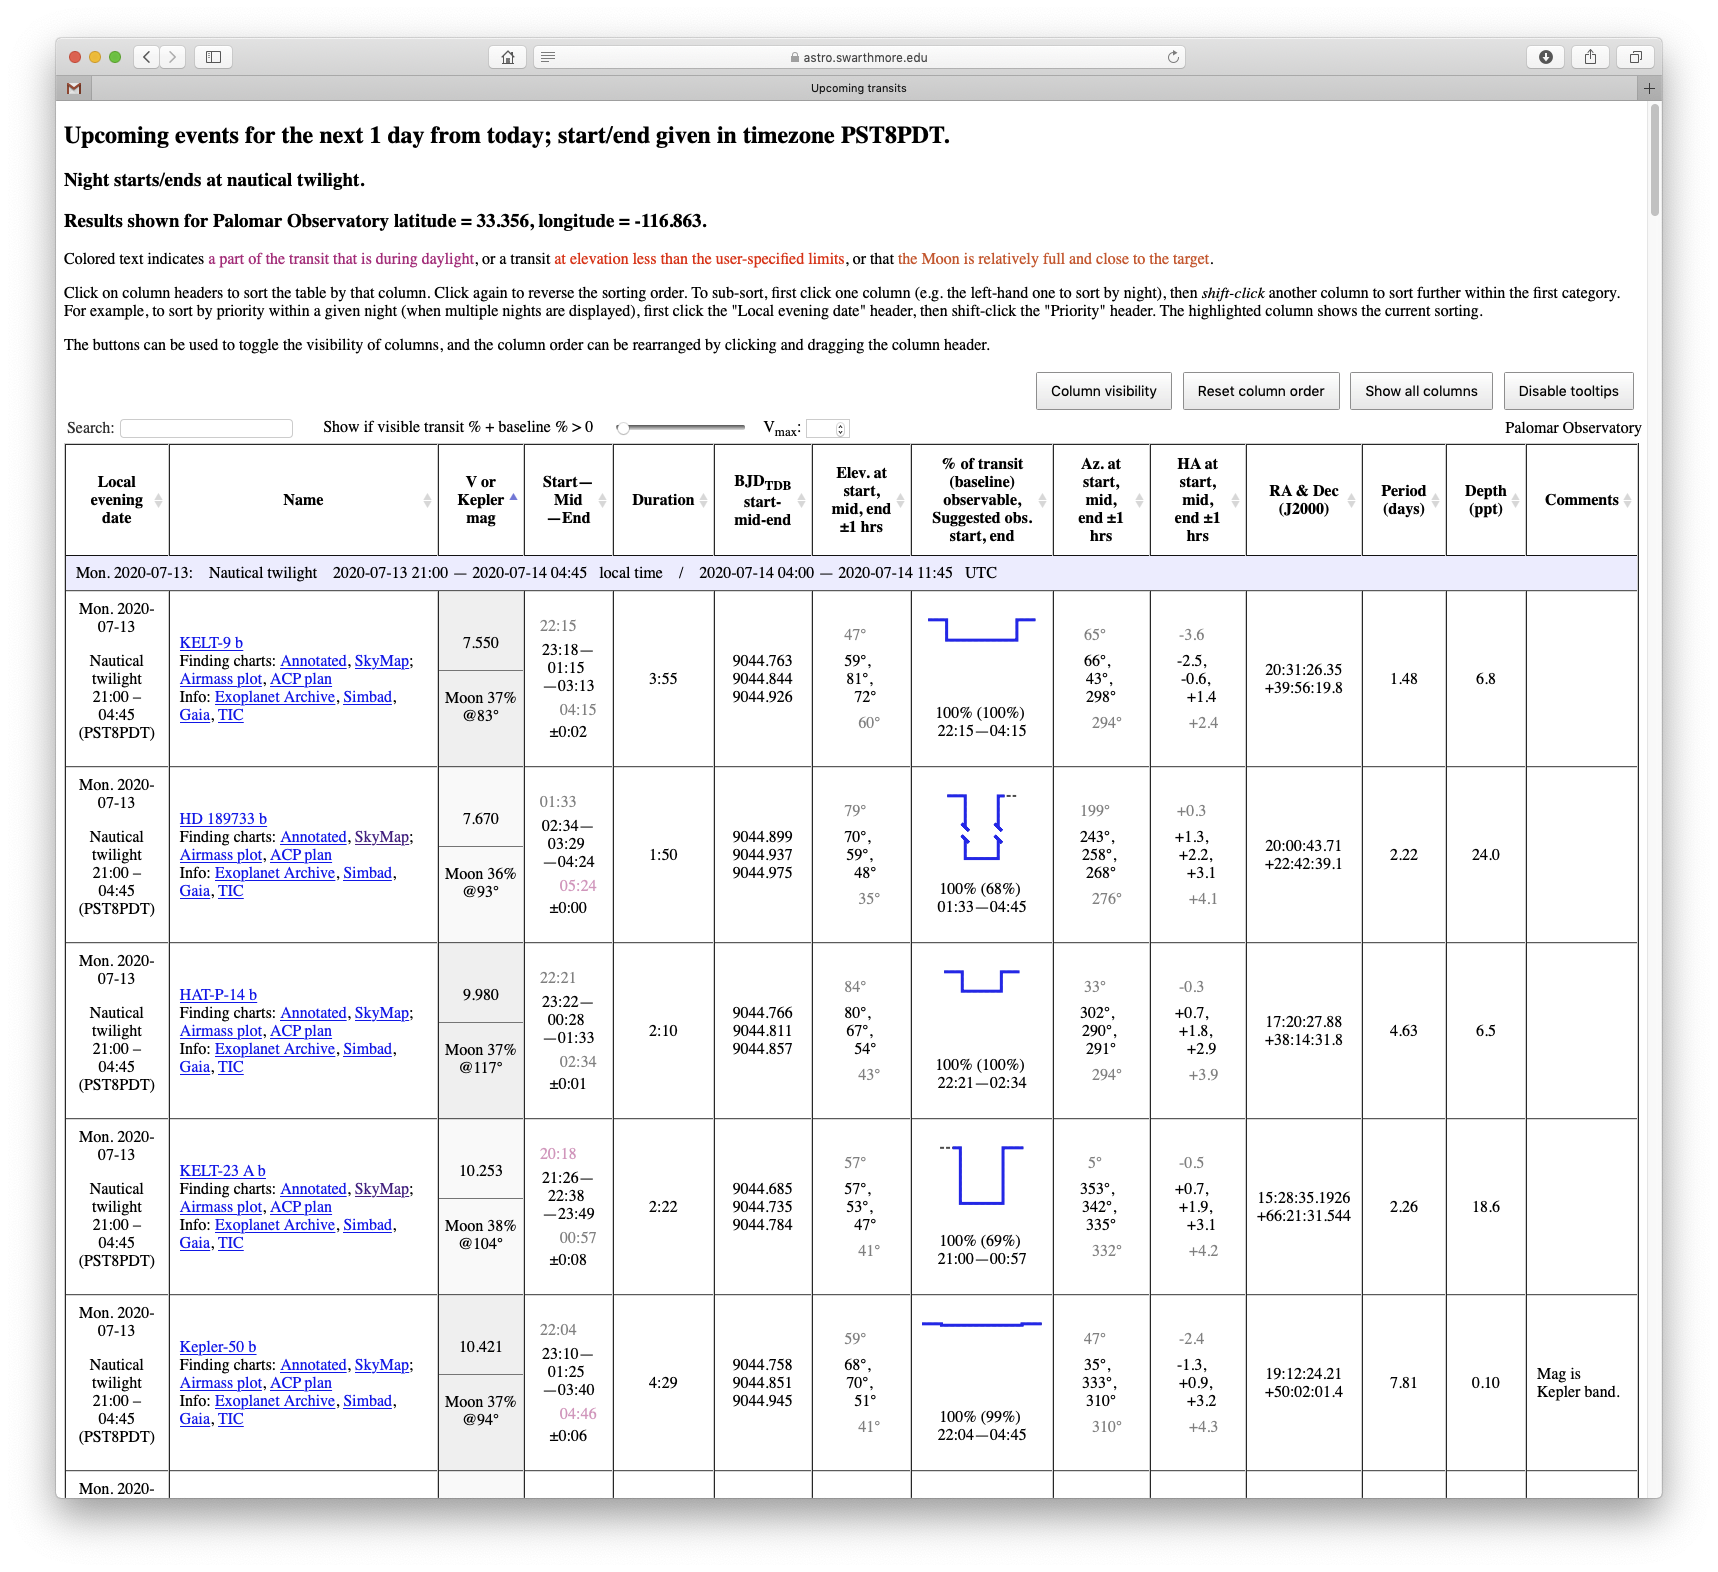 astro.swarthmore.edu
Upcoming transits
Upcoming events for the next 1 day from today; start/end given in timezone PST8PDT.
Night starts/ends at nautical twilight.
Results shown for Palomar Observatory latitude = 33.356, longitude = -116.863.
Colored text indicates a part of the transit that is during daylight, or a transit at elevation less than the user-specified limits, or that the Moon is relatively full and close to the target.
Click on column headers to sort the table by that column. Click again to reverse the sorting order. To sub-sort, first click one column (e.g. the left-hand one to sort by night), then shift-click another column to sort further within the first category.
For example, to sort by priority within a given night (when multiple nights are displayed), first click the "Local evening date" header, then shift-click the "Priority" header. The highlighted column shows the current sorting.
The buttons can be used to toggle the visibility of columns, and the column order can be rearranged by clicking and dragging the column header.
Column visibility
Reset column order
Show all columns
Disable tooltips
Search:
Show if visible transit % + baseline % > 0
Vmax:
Palomar Observatory
Local
evening
date
Name
V or
Kepler
mag
Start—
Mid
—End
Duration
BJDTDB
start-
mid-end
Elev. at
start,
mid, end
±1 hrs
% of transit
(baseline)
observable,
Suggested obs.
start, end
Az. at
start,
mid,
end ±1
hrs
HA at
start,
mid,
end ±1
hrs
RA & Dec
(J2000)
Period
(days)
Depth
(ppt)
Comments
Mon. 2020-07-13: Nautical twilight 2020-07-13 21:00 — 2020-07-14 04:45 local time / 2020-07-14 04:00 — 2020-07-14 11:45 UTC
Mon. 2020-
07-13
Nautical
twilight
21:00 –
04:45
(PST8PDT)
KELT-9 b
Finding charts: Annotated, SkyMap;
Airmass plot, ACP plan
Info: Exoplanet Archive, Simbad,
Gaia, TIC
7.550
Moon 37%
@83°
22:15
23:18—
01:15
—03:13
04:15
±0:02
3:55
9044.763
9044.844
9044.926
47°
59°,
81°,
72°
60°
100% (100%)
22:15—04:15
65°
66°,
43°,
298°
294°
-3.6
-2.5,
-0.6,
+1.4
+2.4
20:31:26.35
+39:56:19.8
1.48
6.8
Mon. 2020-
07-13
Nautical
twilight
21:00 –
04:45
(PST8PDT)
HD 189733 b
Finding charts: Annotated, SkyMap;
Airmass plot, ACP plan
Info: Exoplanet Archive, Simbad,
Gaia, TIC
7.670
Moon 36%
@93°
01:33
02:34—
03:29
—04:24
05:24
±0:00
1:50
9044.899
9044.937
9044.975
79°
70°,
59°,
48°
35°
100% (68%)
01:33—04:45
199°
243°,
258°,
268°
276°
+0.3
+1.3,
+2.2,
+3.1
+4.1
20:00:43.71
+22:42:39.1
2.22
24.0
Mon. 2020-
07-13
Nautical
twilight
21:00 –
04:45
(PST8PDT)
HAT-P-14 b
Finding charts: Annotated, SkyMap;
Airmass plot, ACP plan
Info: Exoplanet Archive, Simbad,
Gaia, TIC
9.980
Moon 37%
@117°
22:21
23:22—
00:28
—01:33
02:34
±0:01
2:10
9044.766
9044.811
9044.857
84°
80°,
67°,
54°
43°
100% (100%)
22:21—02:34
33°
302°,
290°,
291°
294°
-0.3
+0.7,
+1.8,
+2.9
+3.9
17:20:27.88
+38:14:31.8
4.63
6.5
Mon. 2020-
07-13
Nautical
twilight
21:00 –
04:45
(PST8PDT)
KELT-23 A b
Finding charts: Annotated, SkyMap;
Airmass plot, ACP plan
Info: Exoplanet Archive, Simbad,
Gaia, TIC
10.253
Moon 38%
@104°
20:18
21:26—
22:38
—23:49
00:57
±0:08
2:22
9044.685
9044.735
9044.784
57°
57°,
53°,
47°
41°
100% (69%)
21:00—00:57
5°
353°,
342°,
335°
332°
-0.5
+0.7,
+1.9,
+3.1
+4.2
15:28:35.1926
+66:21:31.544
2.26
18.6
Mon. 2020-
07-13
Nautical
twilight
21:00 –
04:45
(PST8PDT)
Kepler-50 b
Finding charts: Annotated, SkyMap;
Airmass plot, ACP plan
Info: Exoplanet Archive, Simbad,
Gaia, TIC
10.421
Moon 37%
@94°
22:04
23:10—
01:25
—03:40
04:46
±0:06
4:29
9044.758
9044.851
9044.945
59°
68°,
70°,
51°
41°
100% (99%)
22:04—04:45
47°
35°,
333°,
310°
310°
-2.4
-1.3,
+0.9,
+3.2
+4.3
19:12:24.21
+50:02:01.4
7.81
0.10
Mag is
Kepler band.
Mon. 2020-